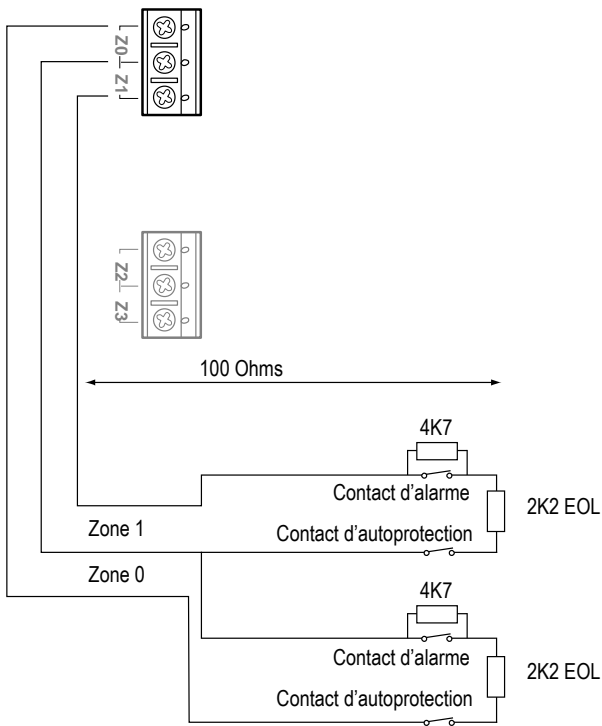 Z0
Z1
Z2
Z3
100 Ohms
4K7
Contact d'alarme
2K2 EOL
Zone 1
Contact d'autoprotection
Zone 0
4K7
Contact d'alarme
2K2 EOL
Contact d'autoprotection